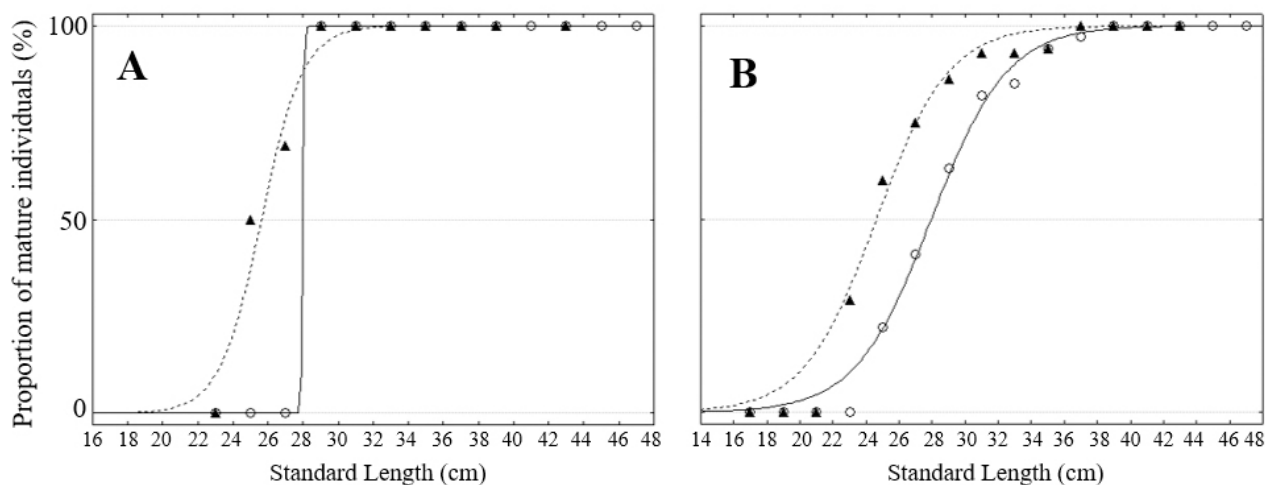 Proportion of mature individuals (%)
100
50
0
A
16 18 20 22 24 26 28 30 32 34 36 38 40 42 44 46 48
Standard Length (cm)
B
14 16 18 20 22 24 26 28 30 32 34 36 38 40 42 44 46 48
Standard Length (cm)